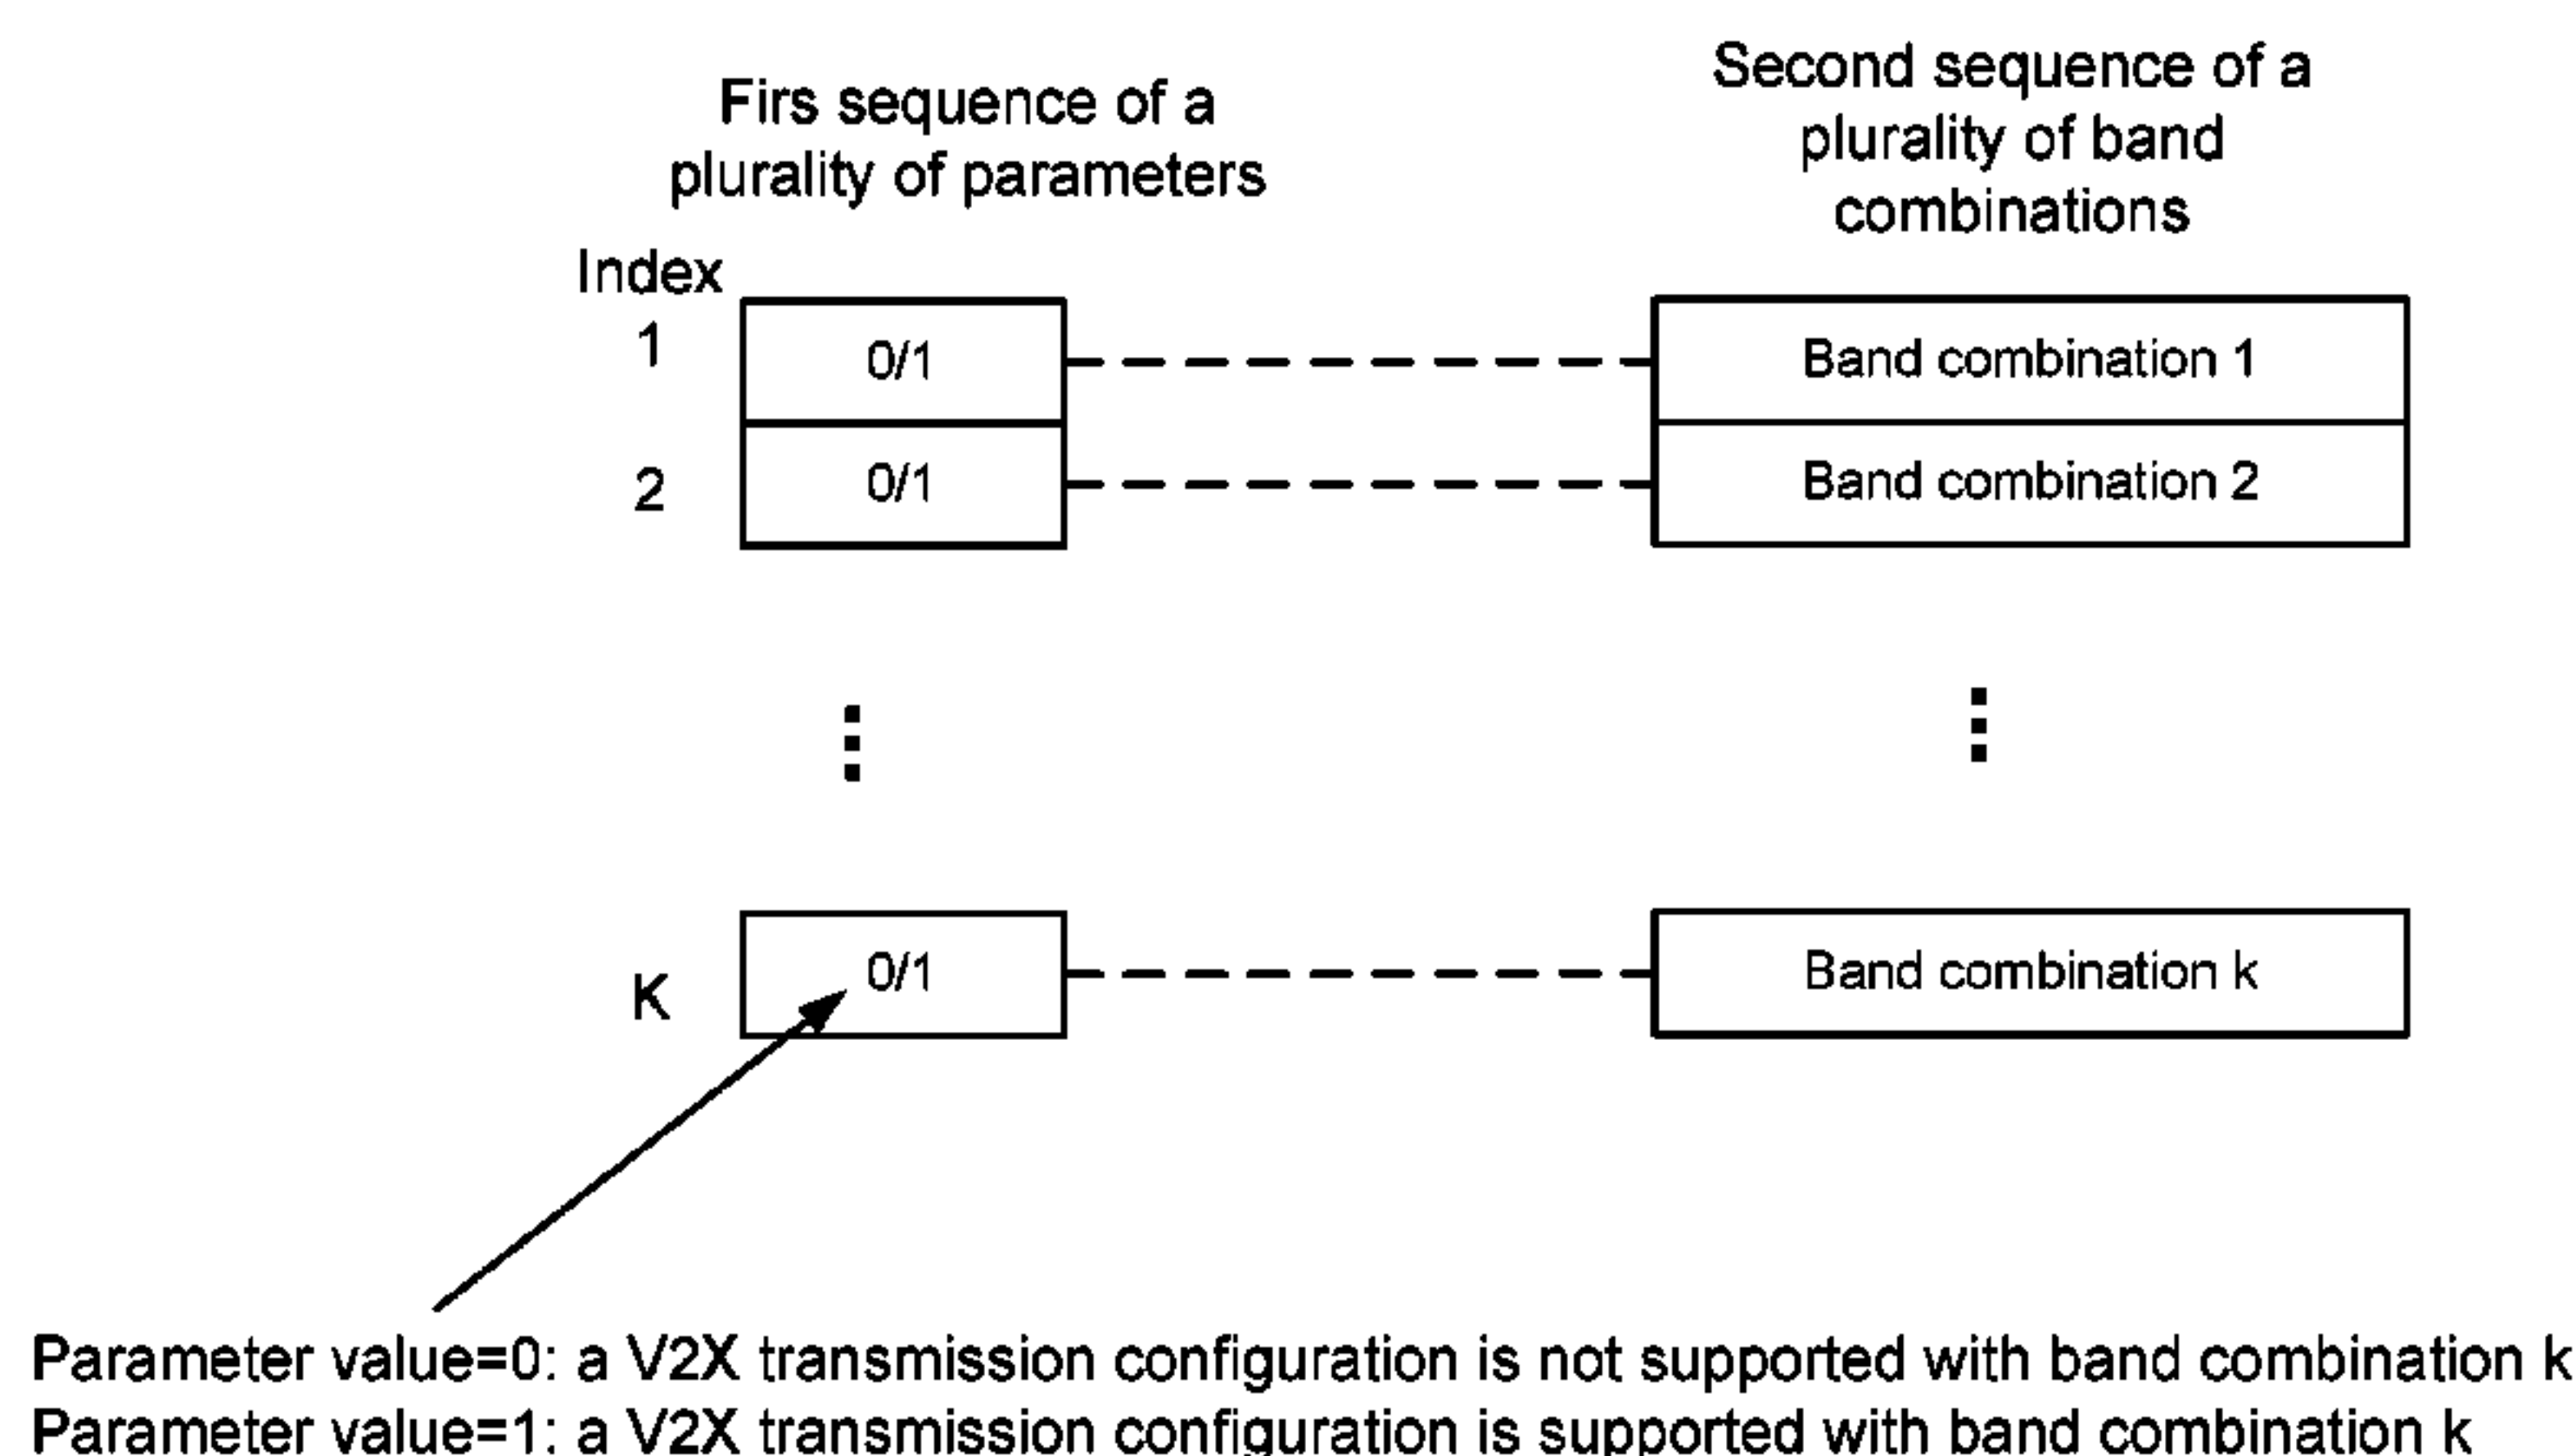 Firs sequence of a
plurality of parameters
Second sequence of a
plurality of band
combinations
Index
1
0/1
Band combination 1
2
0/1
Band combination 2
K
0/1
Band combination k
Parameter value=0: a V2X transmission configuration is not supported with band combination k
Parameter value=1: a V2X transmission configuration is supported with band combination k